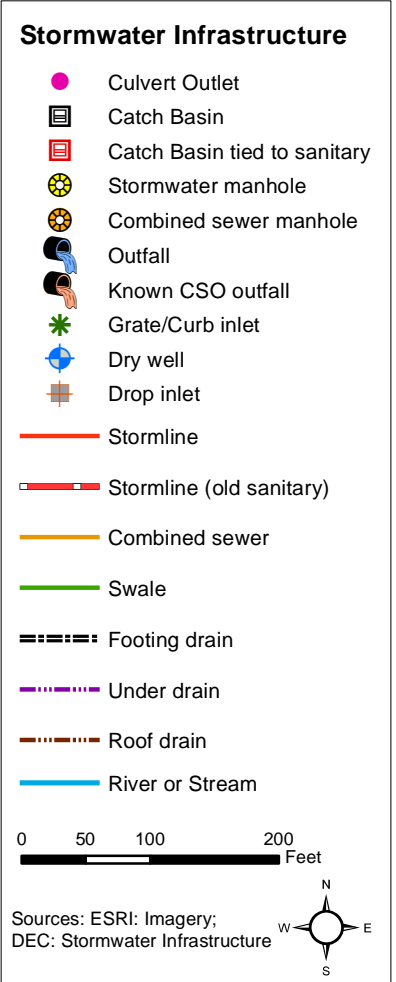 Stormwater Infrastructure
Culvert Outlet
Catch Basin
Catch Basin tied to sanitary
Stormwater manhole
Combined sewer manhole
Outfall
Known CSO outfall
Grate/Curb inlet
Dry well
Drop inlet
Stormline
Stormline (old sanitary)
Combined sewer
Swale
Footing drain
Under drain
Roof drain
River or Stream
0 50 100 200
Feet
N
W E
S
Sources: ESRI: Imagery;
DEC: Stormwater Infrastructure